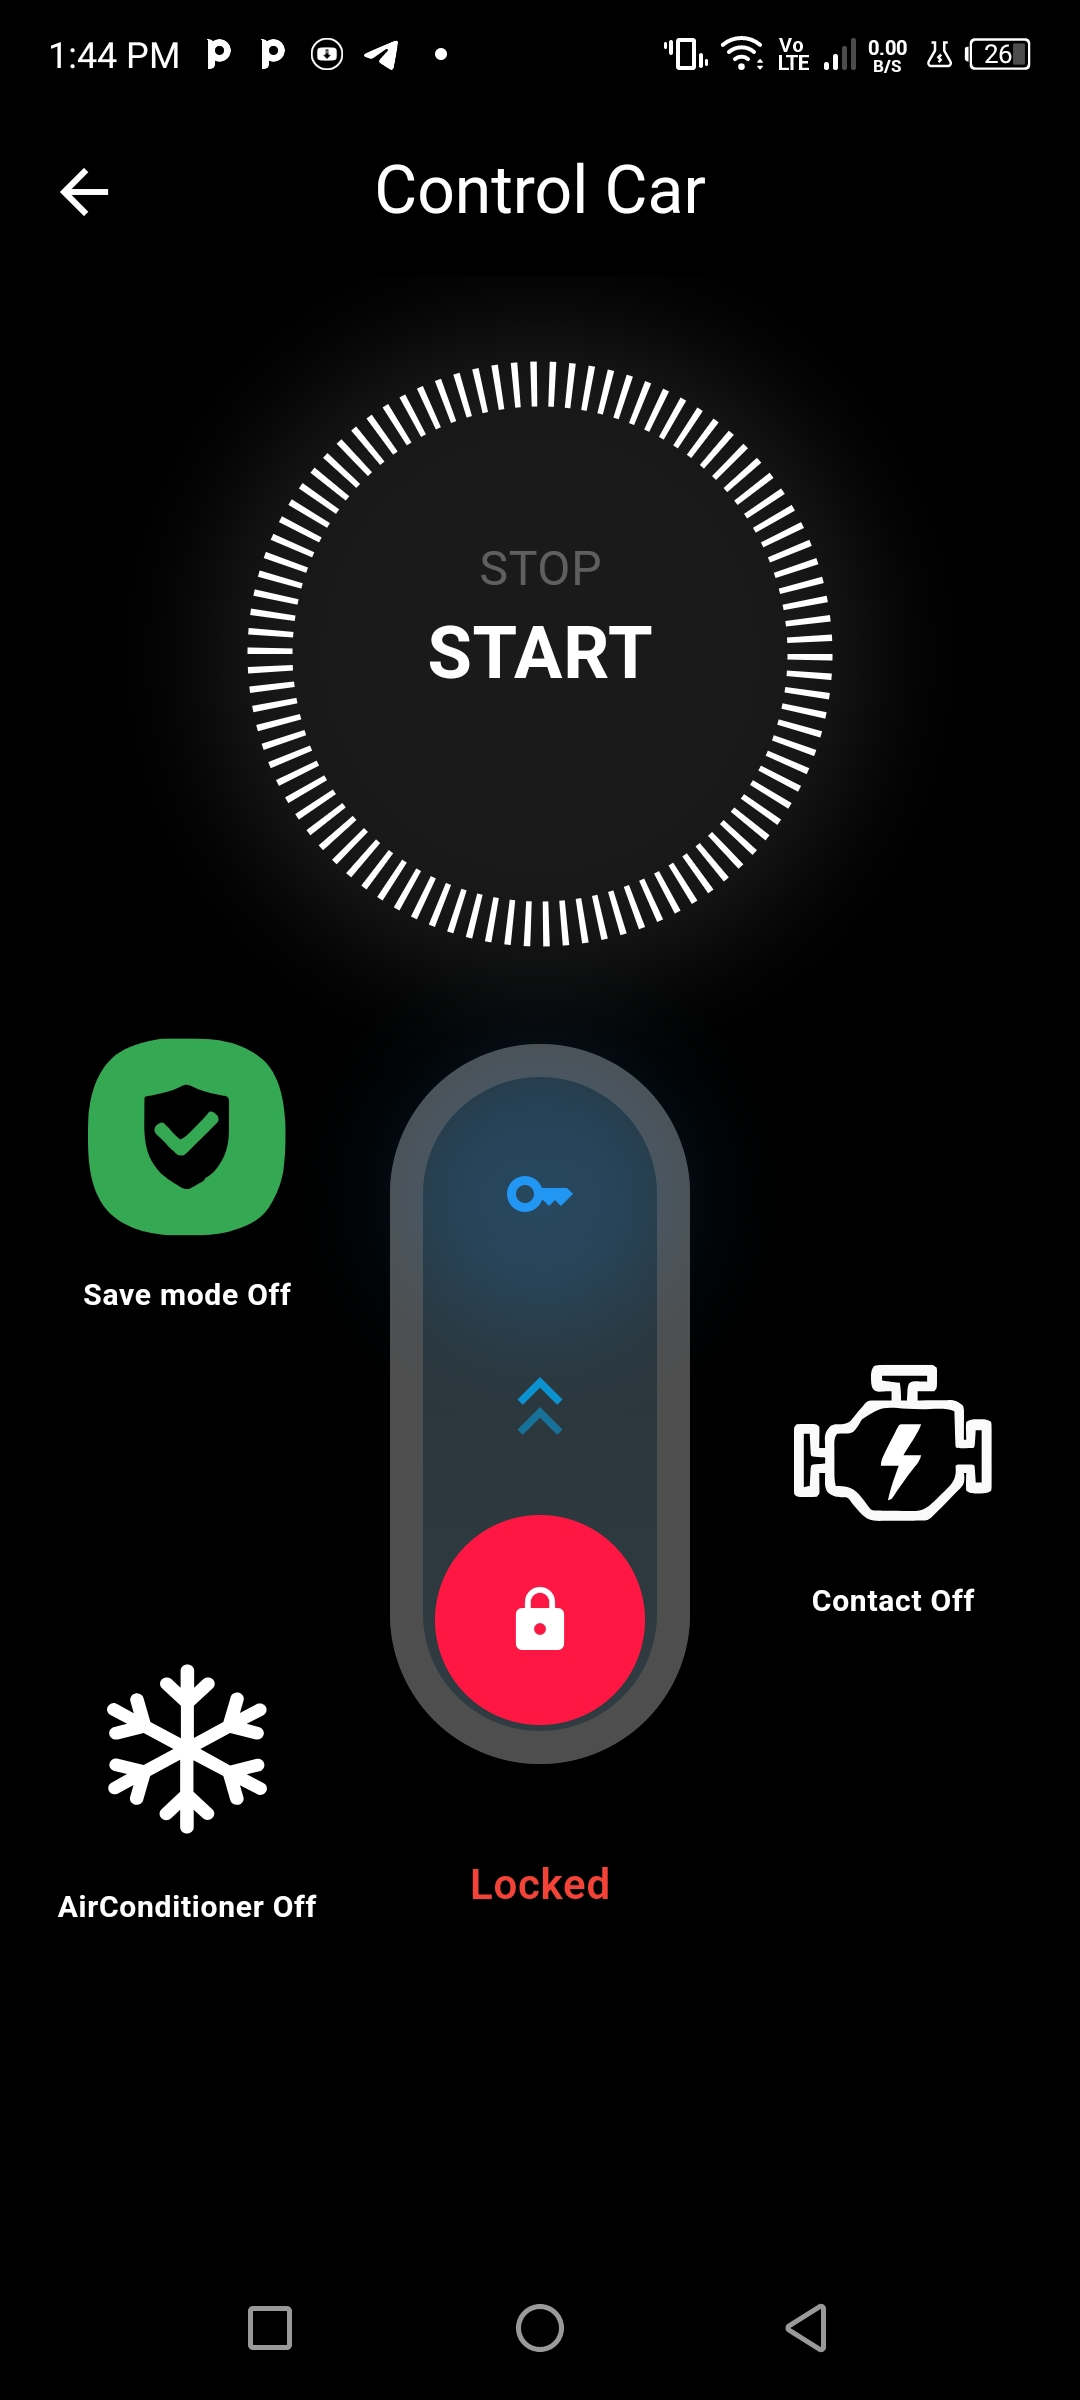 1:44 PM
Vo
LTE
0.00
B/S
26
Control Car
STOP
START
Save mode Off
Contact Off
AirConditioner Off
Locked